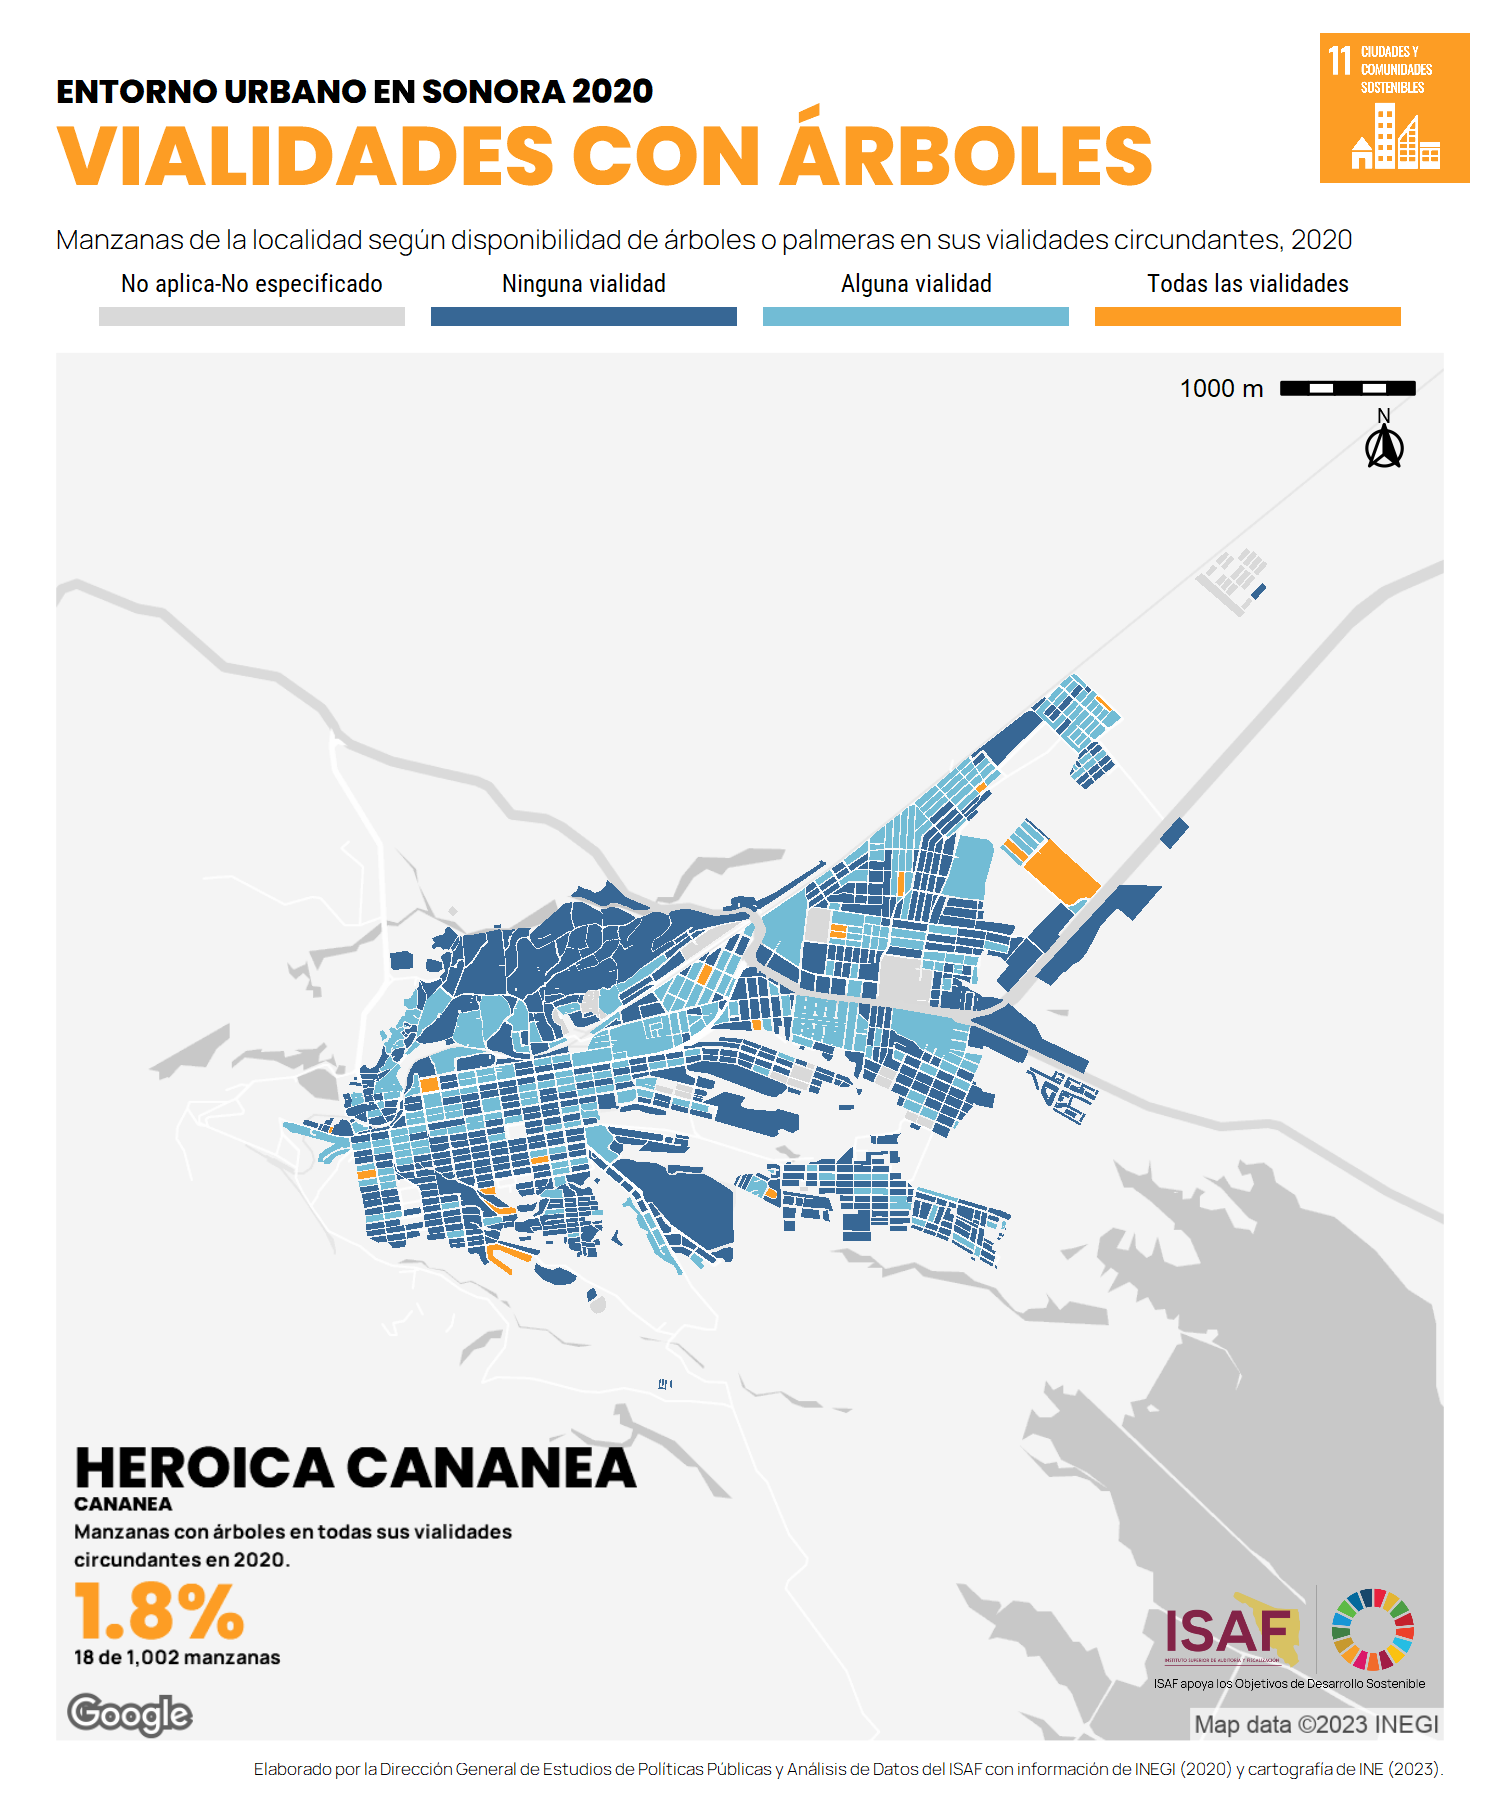 11 CIUDADES Y
COMUNIDADES
SOSTENIBLES
ENTORNO URBANO EN SONORA 2020
VIALIDADES CON ÁRBOLES
Manzanas de la localidad según disponibilidad de árboles o palmeras en sus vialidades circundantes, 2020
No aplica-No especificado
Ninguna vialidad
Alguna vialidad
Todas las vialidades
1000 m
N
HEROICA CANANEA
CANANEA
Manzanas con árboles en todas sus vialidades
circundantes en 2020.
1.8%
18 de 1,002 manzanas
ISAF
INSTITUTO SUPERIOR DE AUDITORÍA Y FISCALIZACIÓN
ISAF apoya los Objetivos de Desarrollo Sostenible
Google
Map data ©2023 INEGI
Elaborado por la Dirección General de Estudios de Políticas Públicas y Análisis de Datos del ISAF con información de INEGI (2020) y cartografía de INE (2023).